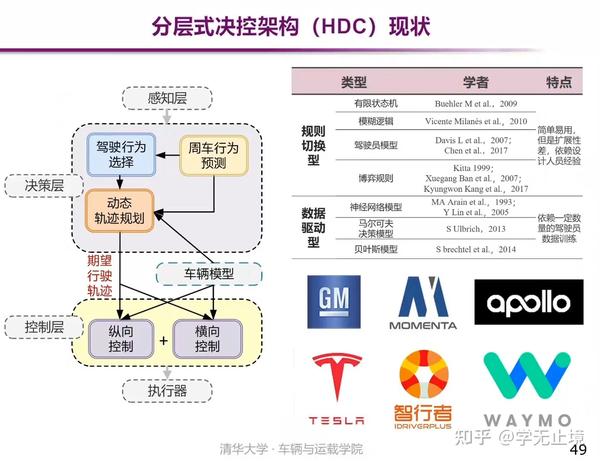 分层式决控架构（HDC）现状
感知层
驾驶行为
选择
周车行为
预测
决策层
动态
轨迹规划
期望
行驶
轨迹
车辆模型
控制层
纵向
控制
+
横向
控制
执行器
类型
学者
特点
规则
切换
型
有限状态机
Buehler M et al., 2009
模糊逻辑
Vicente Milanés et al., 2010
驾驶员模型
Davis L et al., 2007;
Chen et al., 2017
博弈规则
Kitta 1999;
Xuegang Ban et al., 2007;
Kyungwon Kang et al., 2017
简单易用，
但是扩展性
差，依赖设
计人员经验
数据
驱动
型
神经网络模型
MA Arain et al., 1993;
Y Lin et al., 2005
马尔可夫
决策模型
S Ulbrich, 2013
贝叶斯模型
S brechtel et al., 2014
依赖一定数
量的驾驶员
数据训练
GM
MOMENTA
apollo
TESLA
智行者
IDRIVERPLUS
WAYMO
知乎 @学无止境
清华大学 · 车辆与运载学院
49